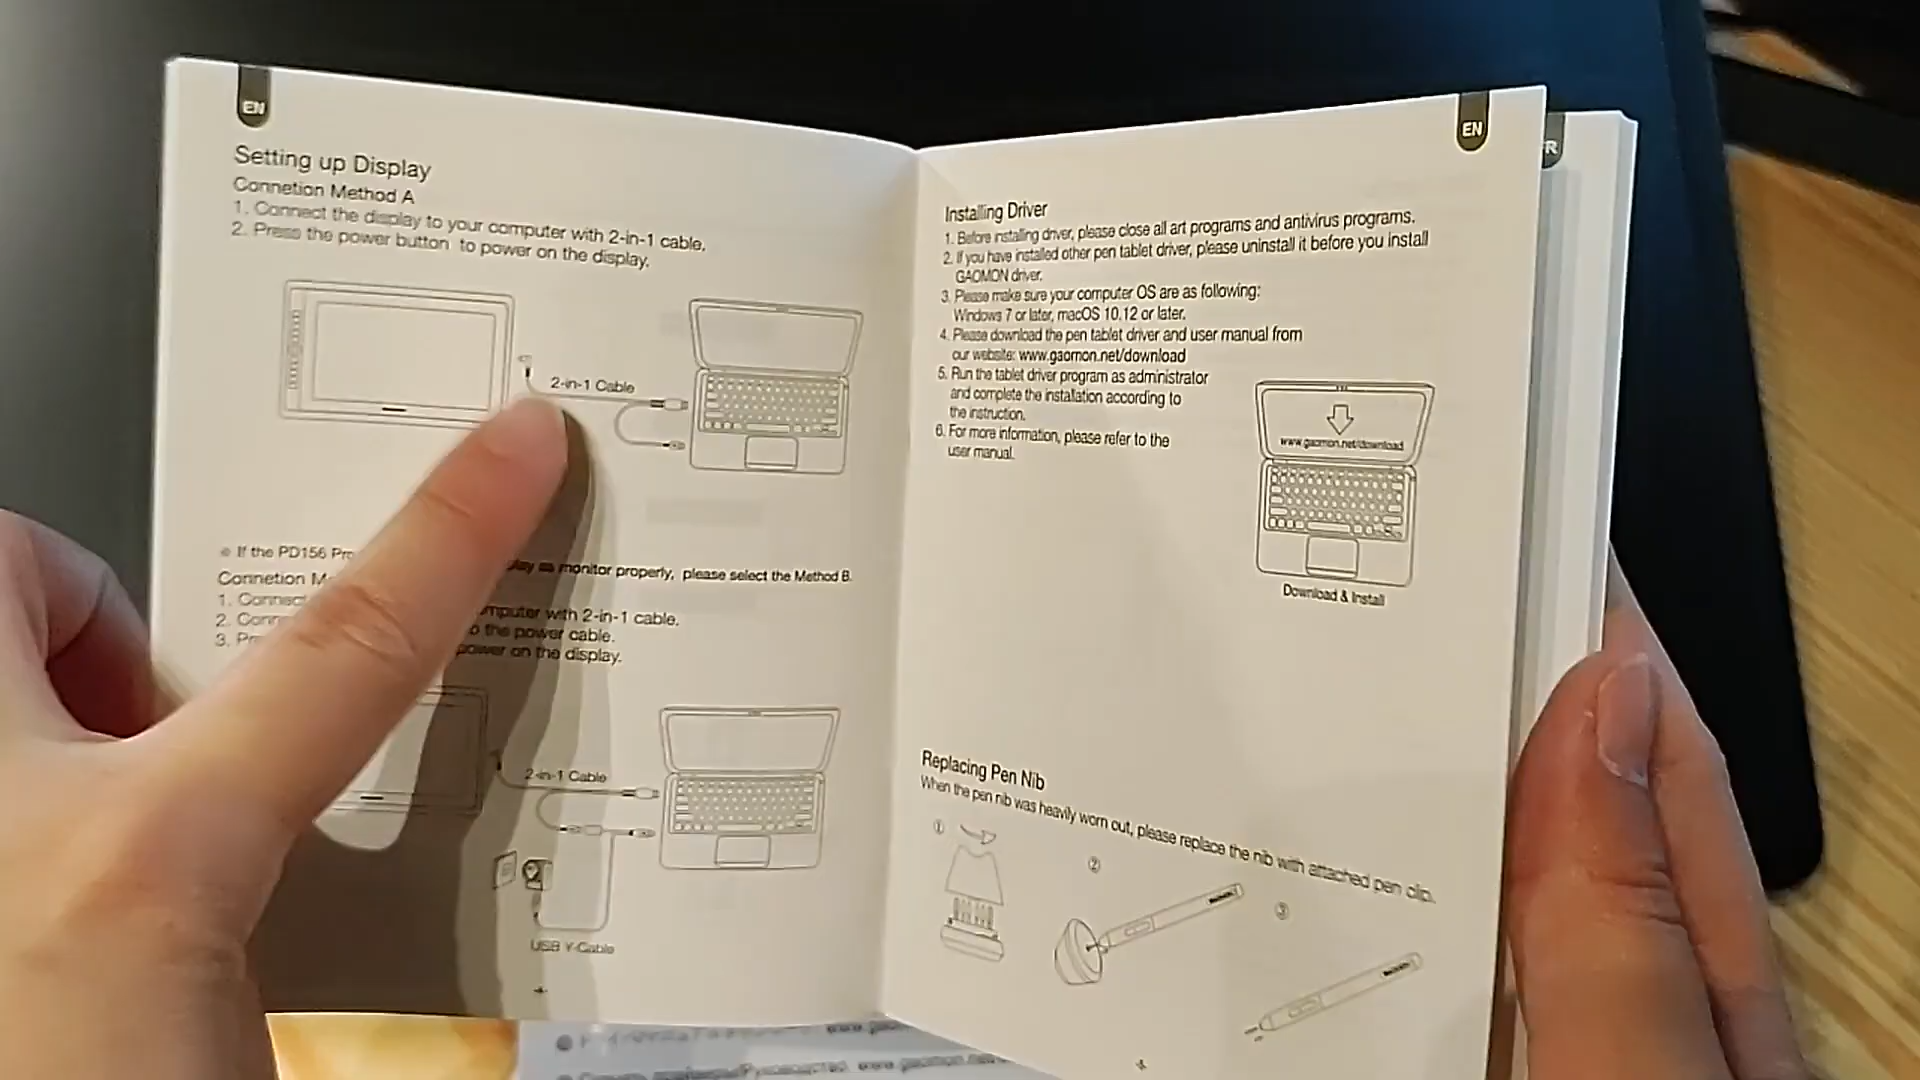 EN
Setting up Display
Connetion Method A
1. Connect the display to your computer with 2-in-1 cable.
2. Press the power button to power on the display.
2-in-1 Cable
If the PD156 Pro
monitor properly, please select the Method B.
Connetion
1. Connec
computer with 2-in-1 cable.
2. Conn
the power cable.
3. Pr
power on the display.
2-in-1 Cable
USB Y-Cable
EN
FR
Installing Driver
1. Before installing driver, please close all art programs and antivirus programs.
2. If you have installed other pen tablet driver, please uninstall it before you install
GAOMON driver.
3. Please make sure your computer OS are as following:
Windows 7 or later, macOS 10.12 or later.
4. Please download the pen tablet driver and user manual from
our website: www.gaomon.net/download
5. Run the tablet driver program as administrator
and complete the installation according to
the instruction.
6. For more information, please refer to the
user manual.
www.gaomon.net/download
Download & Install
Replacing Pen Nib
When the pen nib was heavily worn out, please replace the nib with attached pen clip.
①
②
③